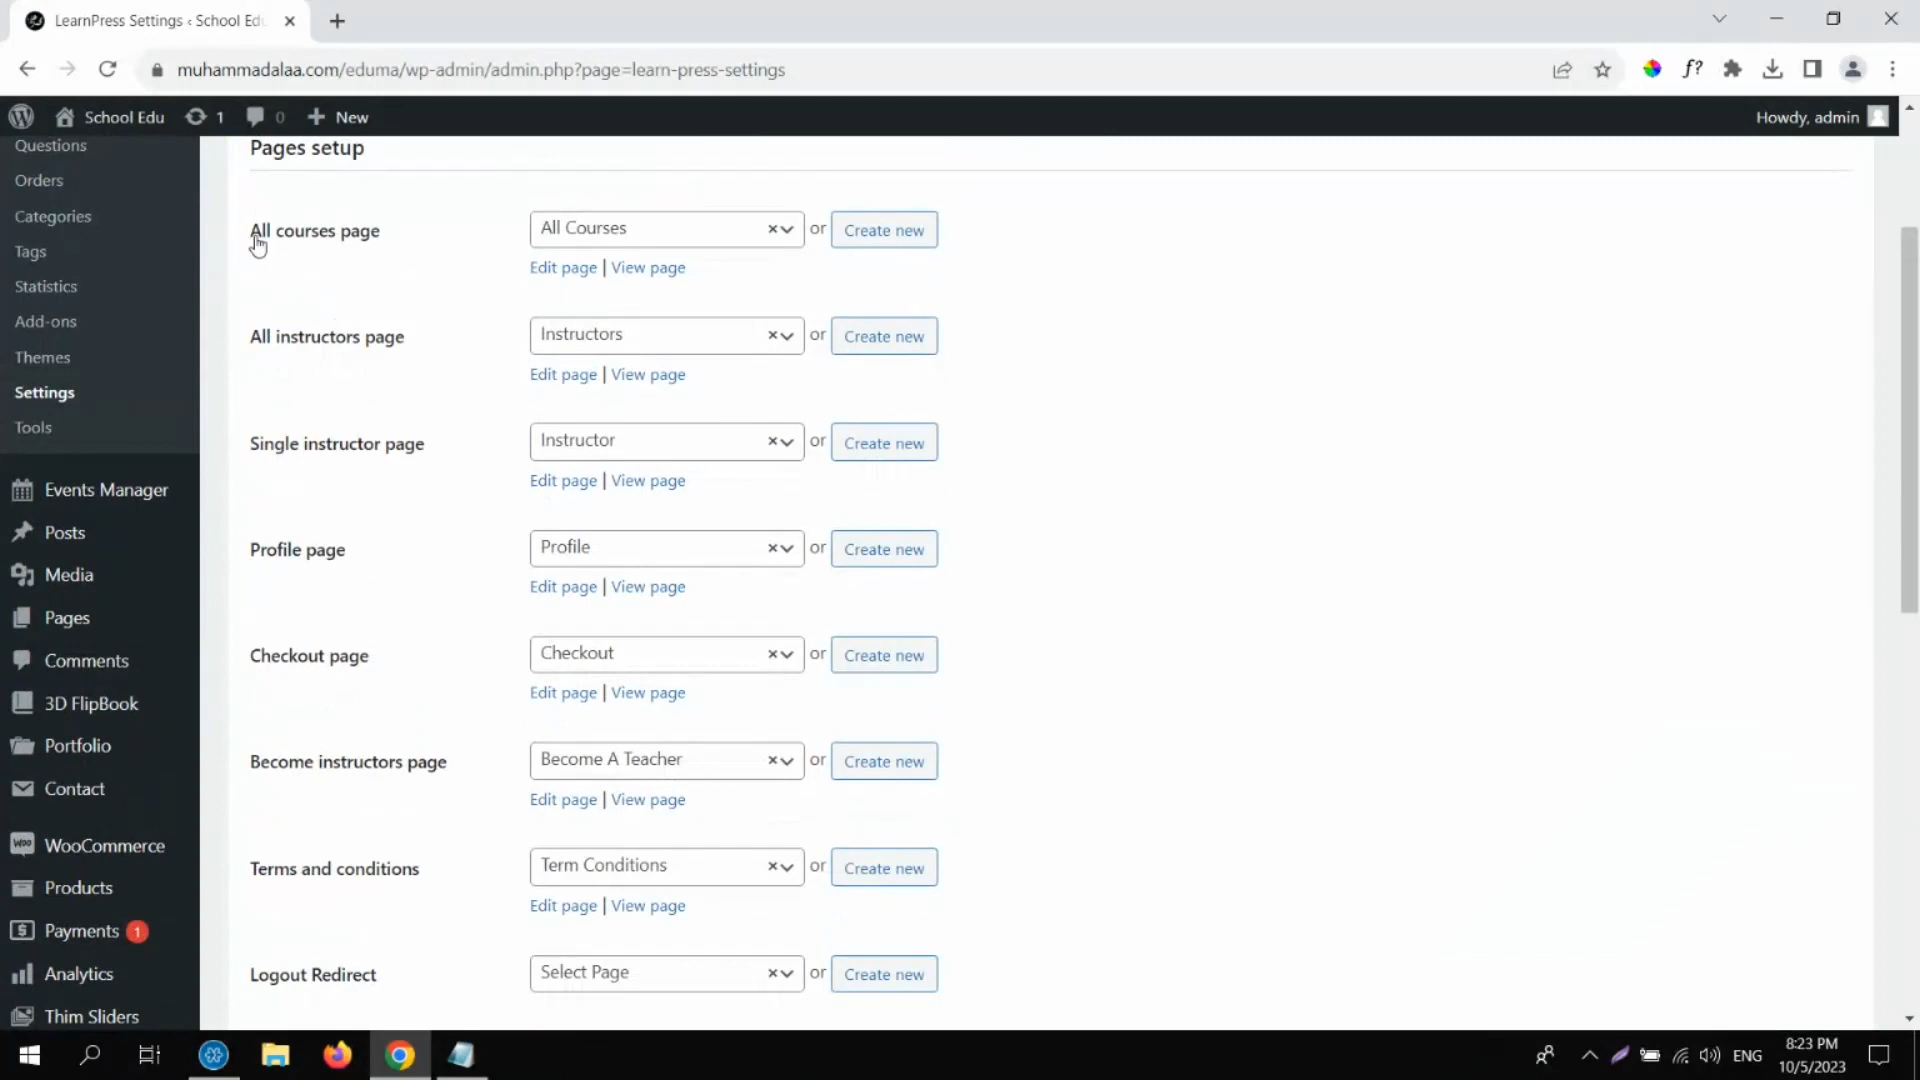 LearnPress Settings ‹ School Edu
muhammadalaa.com/eduma/wp-admin/admin.php?page=learn-press-settings
f?
School Edu 1 0 New Howdy, admin
Questions
Orders
Categories
Tags
Statistics
Add-ons
Themes
Settings
Tools
Events Manager
Posts
Media
Pages
Comments
3D FlipBook
Portfolio
Contact
WooCommerce
Products
Payments 1
Analytics
Thim Sliders
Pages setup
All courses page All Courses or Create new
Edit page | View page
All instructors page Instructors or Create new
Edit page | View page
Single instructor page Instructor or Create new
Edit page | View page
Profile page Profile or Create new
Edit page | View page
Checkout page Checkout or Create new
Edit page | View page
Become instructors page Become A Teacher or Create new
Edit page | View page
Terms and conditions Term Conditions or Create new
Edit page | View page
Logout Redirect Select Page or Create new
ENG
8:23 PM
10/5/2023